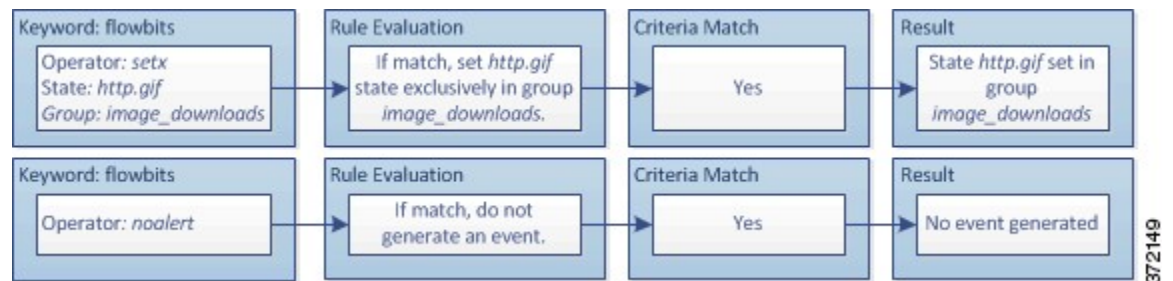 Keyword: flowbits
Operator: setx
State: http.gif
Group: image_downloads
Rule Evaluation
If match, set http.gif
state exclusively in group
image_downloads.
Criteria Match
Yes
Result
State http.gif set in
group
image_downloads
Keyword: flowbits
Operator: noalert
Rule Evaluation
If match, do not
generate an event.
Criteria Match
Yes
Result
No event generated
372149